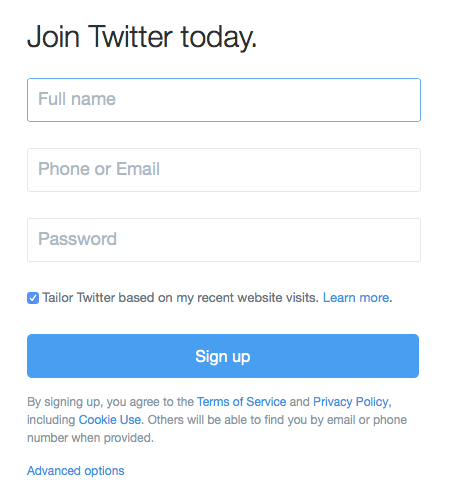 Join Twitter today.
Full name
Phone or Email
Password
Tailor Twitter based on my recent website visits. Learn more.
Sign up
By signing up, you agree to the Terms of Service and Privacy Policy,
including Cookie Use. Others will be able to find you by email or phone
number when provided.
Advanced options